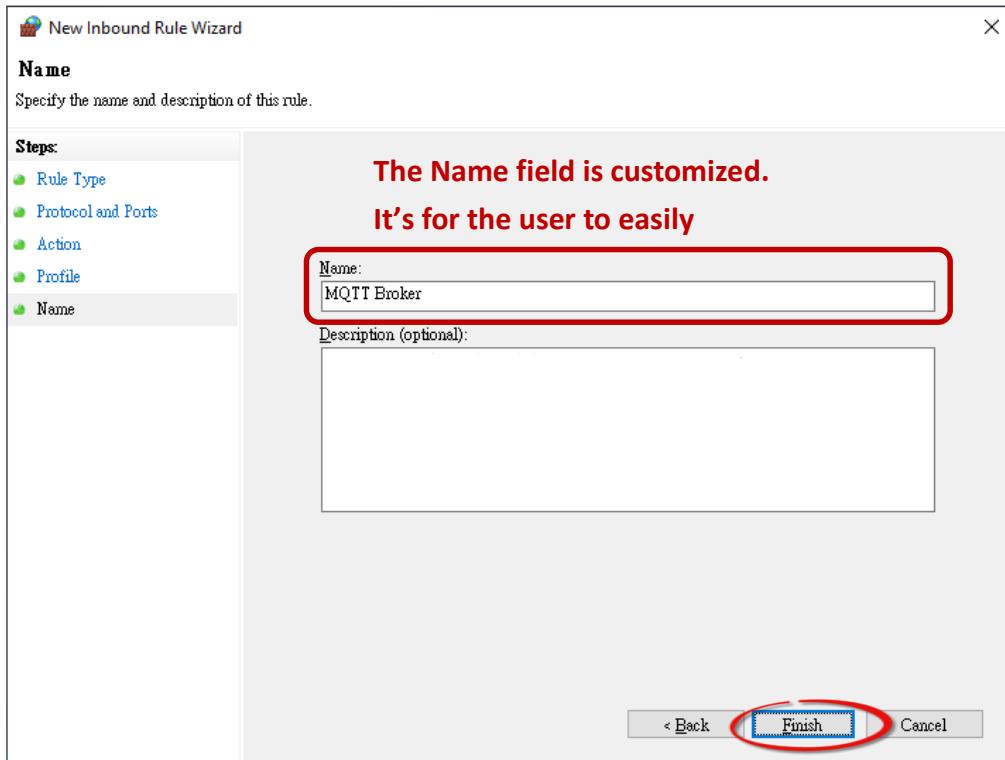 New Inbound Rule Wizard
Name
Specify the name and description of this rule.
Steps:
Rule Type
Protocol and Ports
Action
Profile
Name
The Name field is customized.
It’s for the user to easily
Name:
MQTT Broker
Description (optional):
< Back Finish Cancel